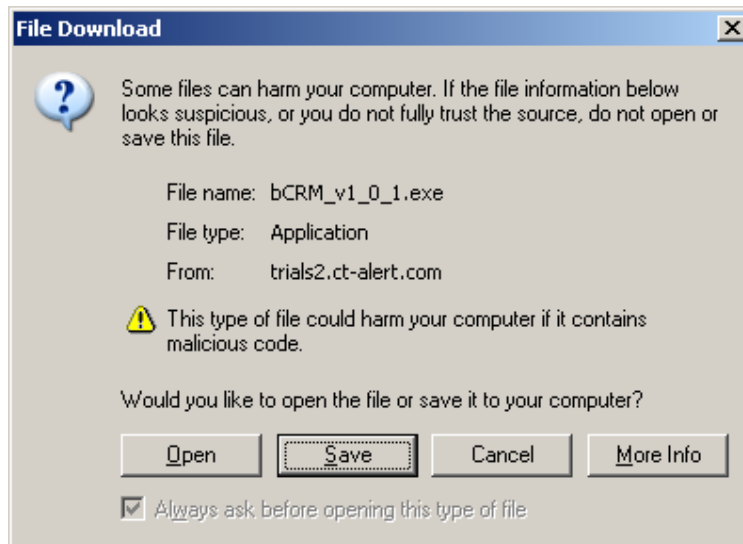 File Download
Some files can harm your computer. If the file information below
looks suspicious, or you do not fully trust the source, do not open or
save this file.
File name: bCRM_v1_0_1.exe
File type: Application
From: trials2.ct-alert.com
This type of file could harm your computer if it contains
malicious code.
Would you like to open the file or save it to your computer?
Open Save Cancel More Info
Always ask before opening this type of file